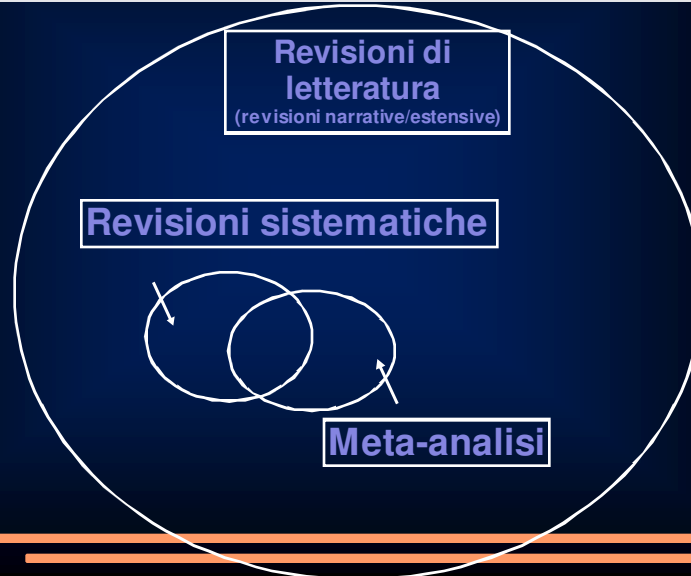 Revisioni di
letteratura
(revisioni narrative/estensive)
Revisioni sistematiche
Meta-analisi